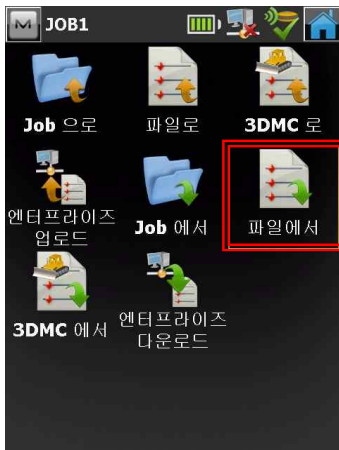 JOB1
Job 으로
파일로
3DMC 로
엔터프라이즈
업로드
Job 에서
파일에서
3DMC 에서
엔터프라이즈
다운로드